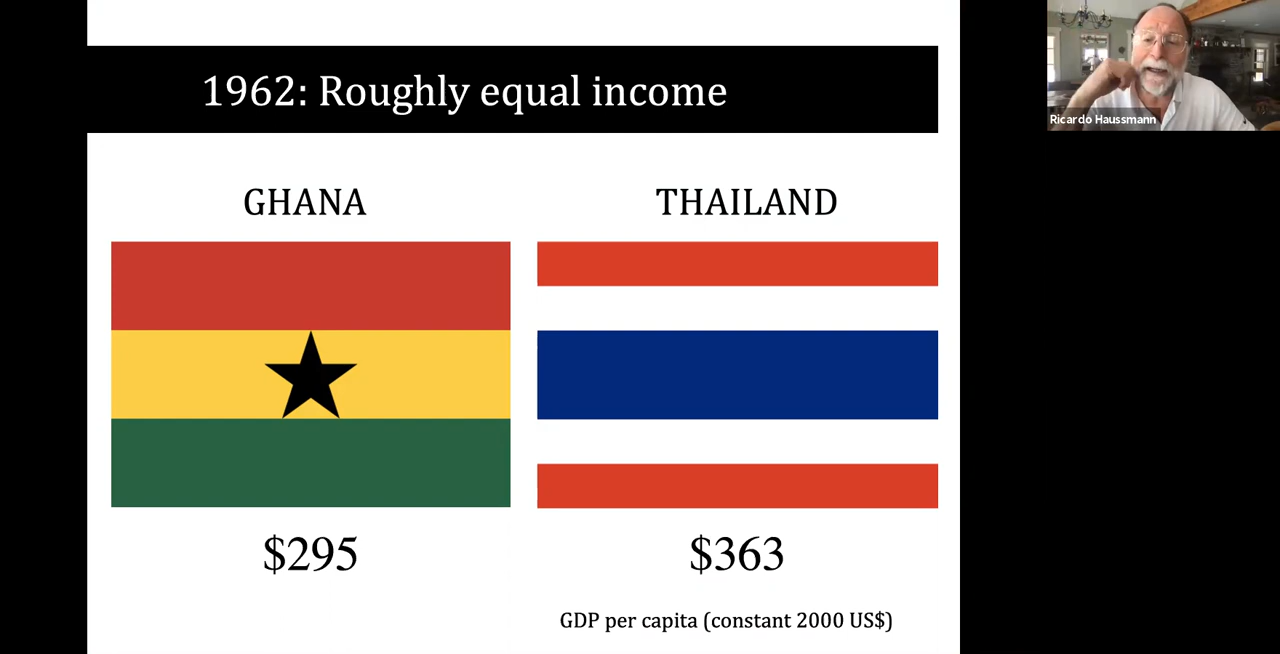 1962: Roughly equal income
Ricardo Haussmann
GHANA
THAILAND
$295
$363
GDP per capita (constant 2000 US$)